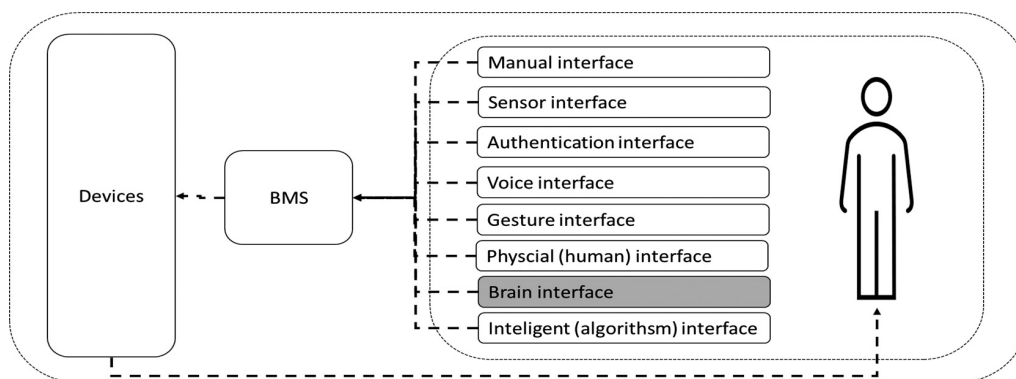 Devices
BMS
Manual interface
Sensor interface
Authentication interface
Voice interface
Gesture interface
Physcial (human) interface
Brain interface
Inteligent (algorithsm) interface